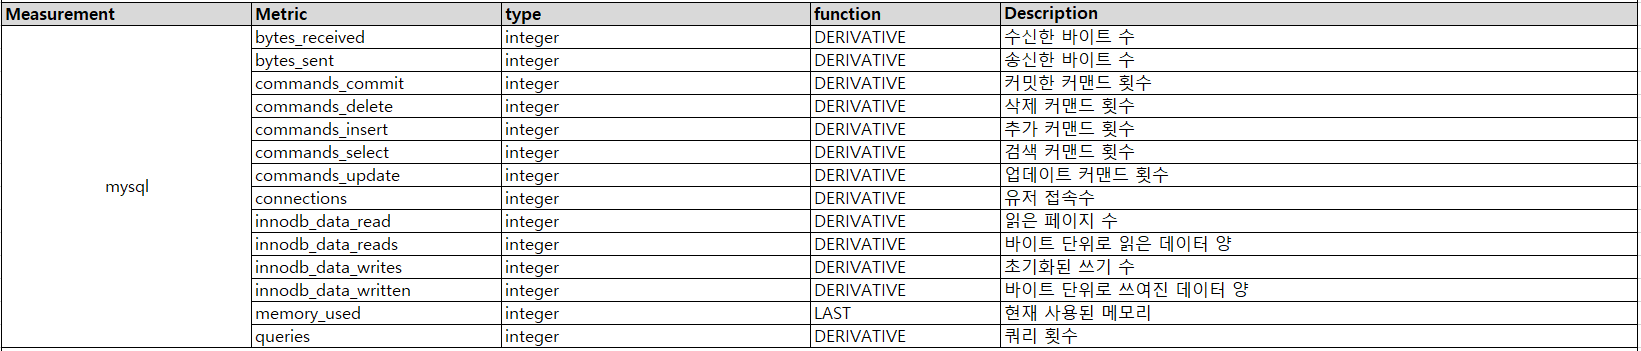 Measurement Metric type function Description
mysql
bytes_received integer DERIVATIVE 수신한 바이트 수
bytes_sent integer DERIVATIVE 송신한 바이트 수
commands_commit integer DERIVATIVE 커밋한 커맨드 횟수
commands_delete integer DERIVATIVE 삭제 커맨드 횟수
commands_insert integer DERIVATIVE 추가 커맨드 횟수
commands_select integer DERIVATIVE 검색 커맨드 횟수
commands_update integer DERIVATIVE 업데이트 커맨드 횟수
connections integer DERIVATIVE 유저 접속수
innodb_data_read integer DERIVATIVE 읽은 페이지 수
innodb_data_reads integer DERIVATIVE 바이트 단위로 읽은 데이터 양
innodb_data_writes integer DERIVATIVE 초기화된 쓰기 수
innodb_data_written integer DERIVATIVE 바이트 단위로 쓰여진 데이터 양
memory_used integer LAST 현재 사용된 메모리
queries integer DERIVATIVE 쿼리 횟수